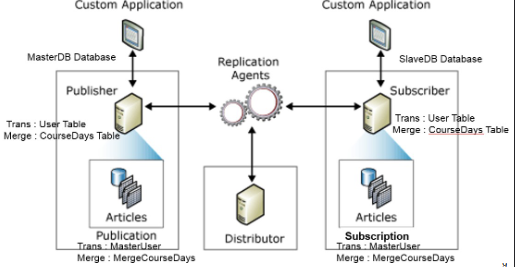 Custom Application
Custom Application
MasterDB Database
SlaveDB Database
Replication
Agents
Publisher
Subscriber
Trans : User Table
Merge : CourseDays Table
Trans : User Table
Merge : CourseDays Table
Articles
Articles
Publication
Distributor
Subscription
Trans : MasterUser
Merge : MergeCourseDays
Trans : MasterUser
Merge : MergeCourseDays